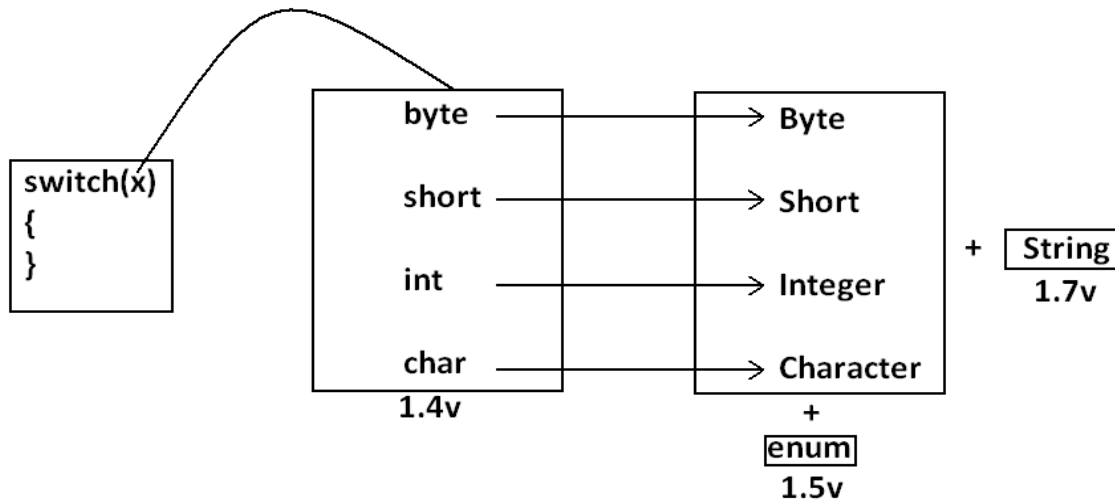 switch(x)
{
}
byte
short
int
char
1.4v
Byte
Short
Integer
Character
+
enum
1.5v
+
String
1.7v